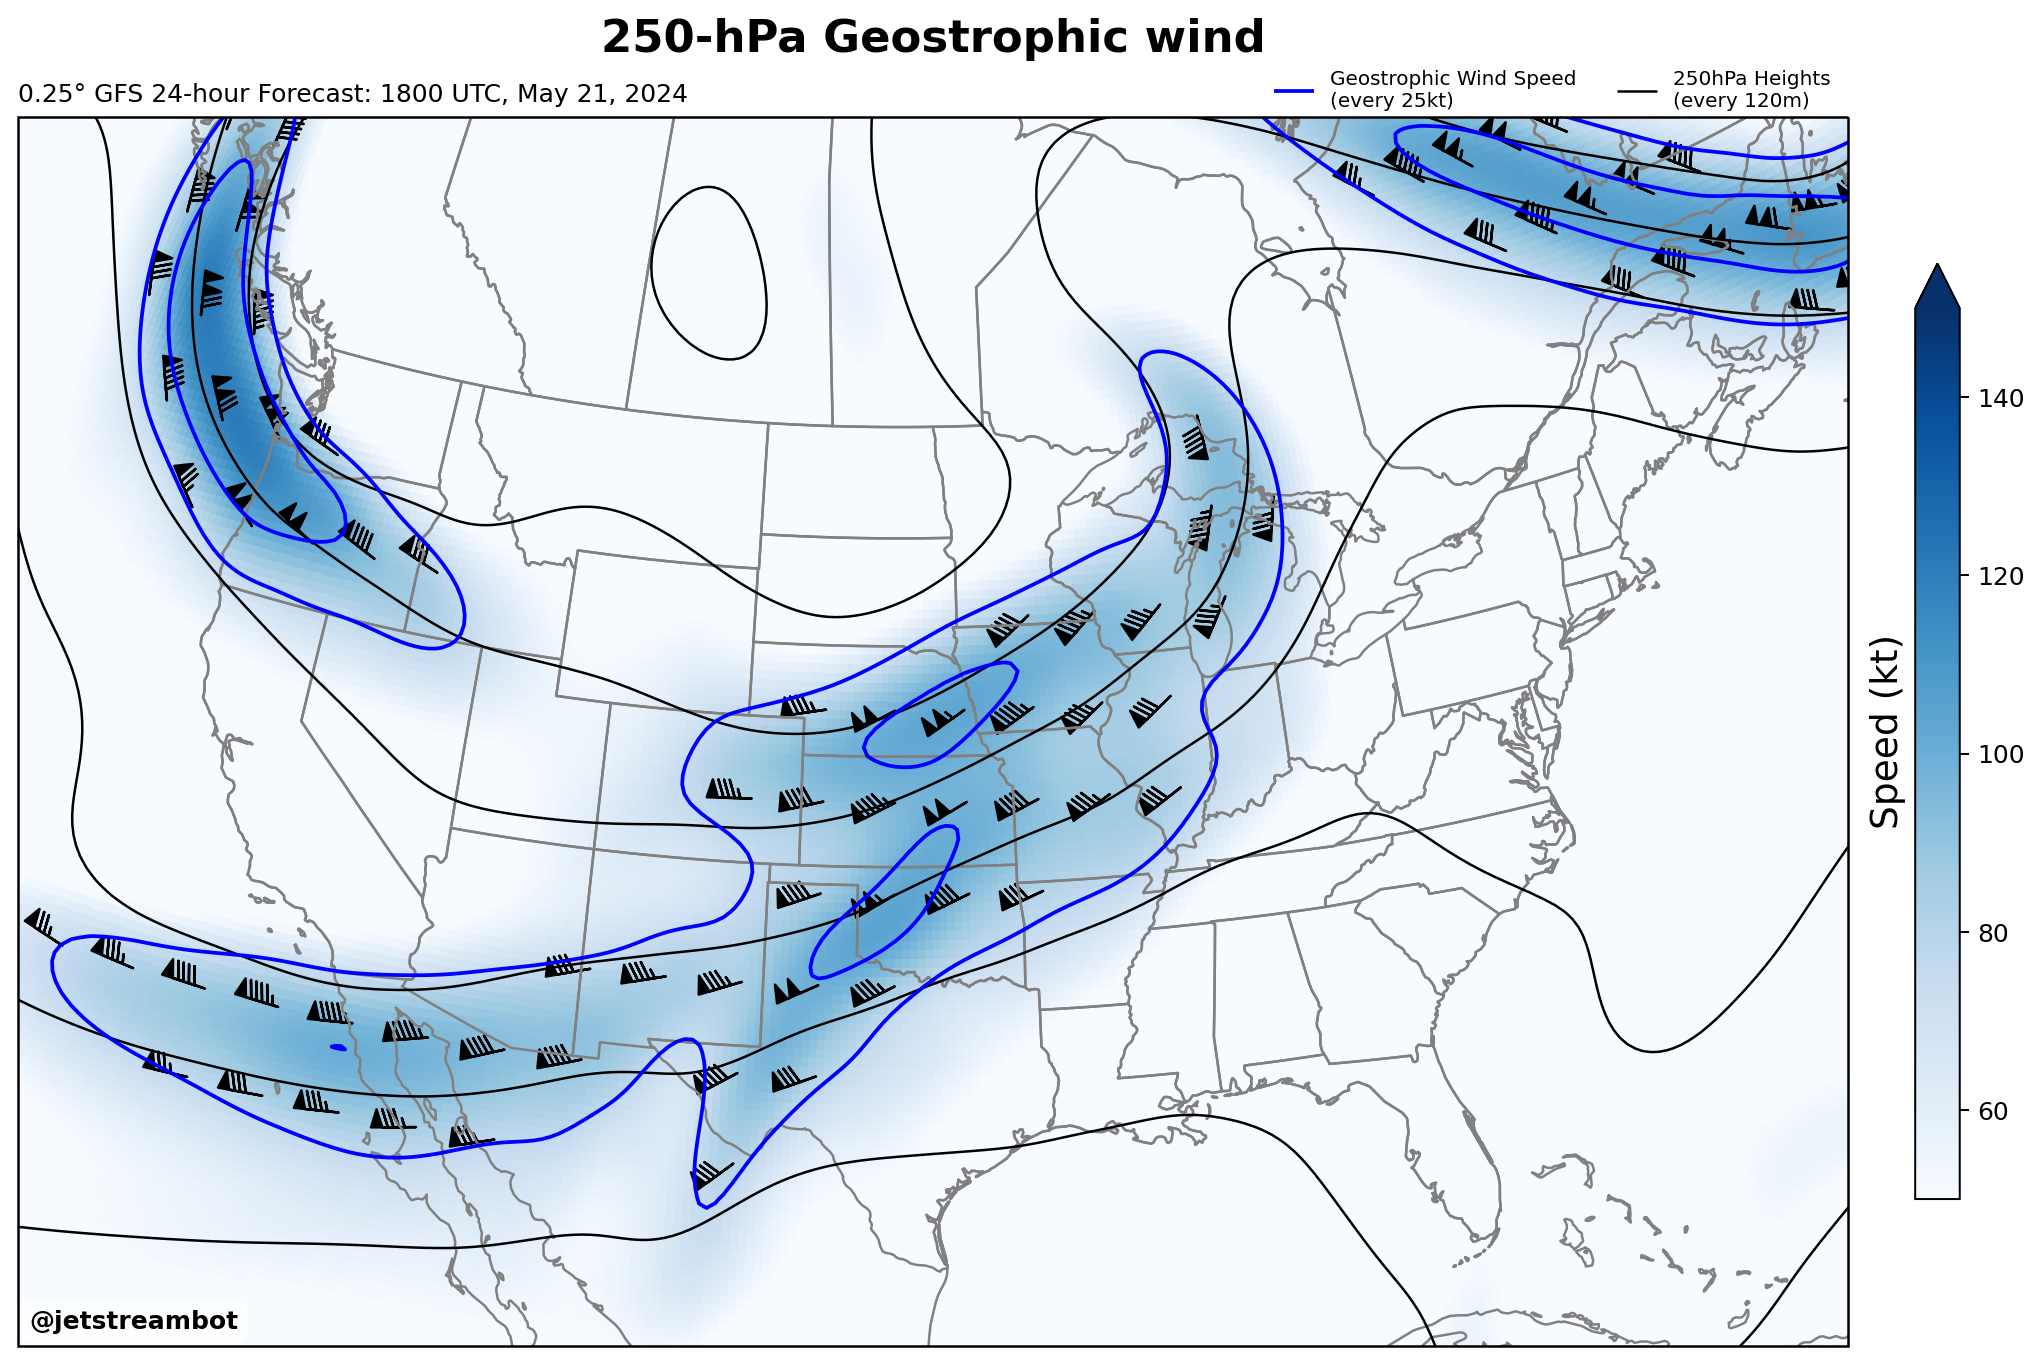 250-hPa Geostrophic wind
0.25° GFS 24-hour Forecast: 1800 UTC, May 21, 2024
Geostrophic Wind Speed
(every 25kt)
250hPa Heights
(every 120m)
140
120
100
80
60
Speed (kt)
@jetstreambot